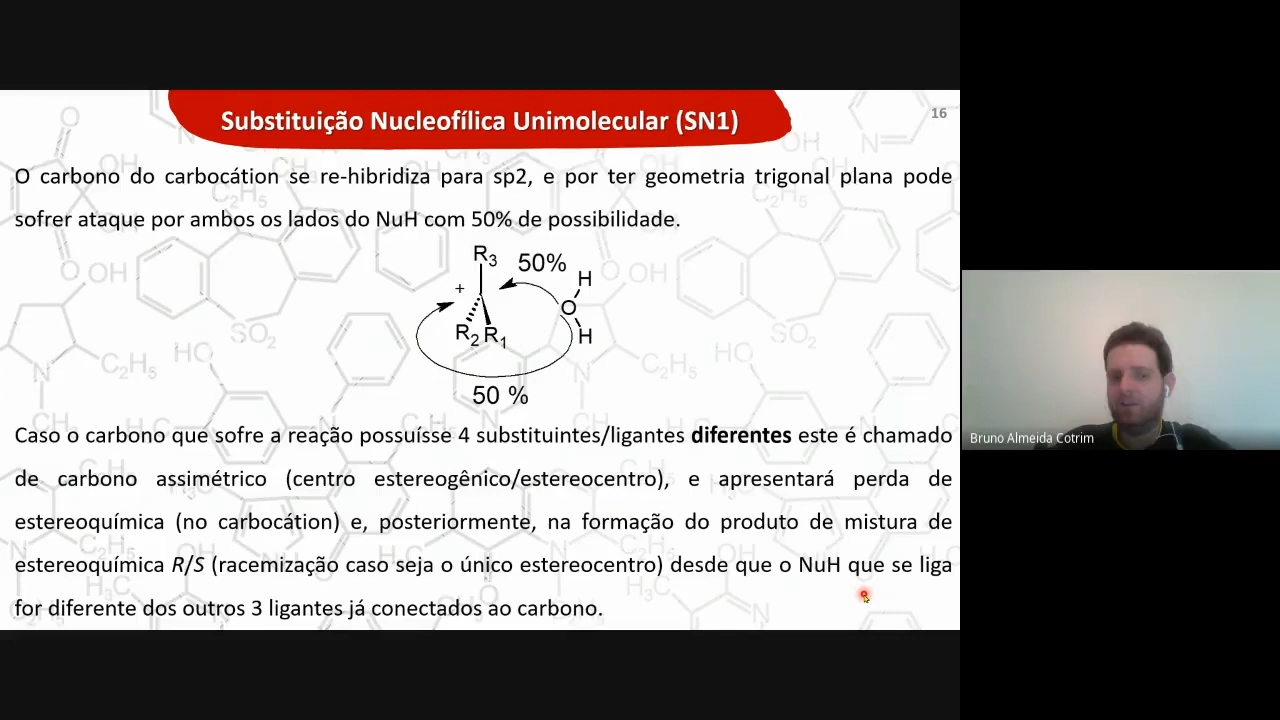 Substituição Nucleofílica Unimolecular (SN1)
16
O carbono do carbocátion se re-hibridiza para sp2, e por ter geometria trigonal plana pode
sofrer ataque por ambos os lados do NuH com 50% de possibilidade.
R3
50%
H
+
O
R2 R1
H
50 %
Caso o carbono que sofre a reação possuísse 4 substituintes/ligantes diferentes este é chamado
de carbono assimétrico (centro estereogênico/estereocentro), e apresentará perda de
estereoquímica (no carbocátion) e, posteriormente, na formação do produto de mistura de
estereoquímica R/S (racemização caso seja o único estereocentro) desde que o NuH que se liga
for diferente dos outros 3 ligantes já conectados ao carbono.
Bruno Almeida Cotrim